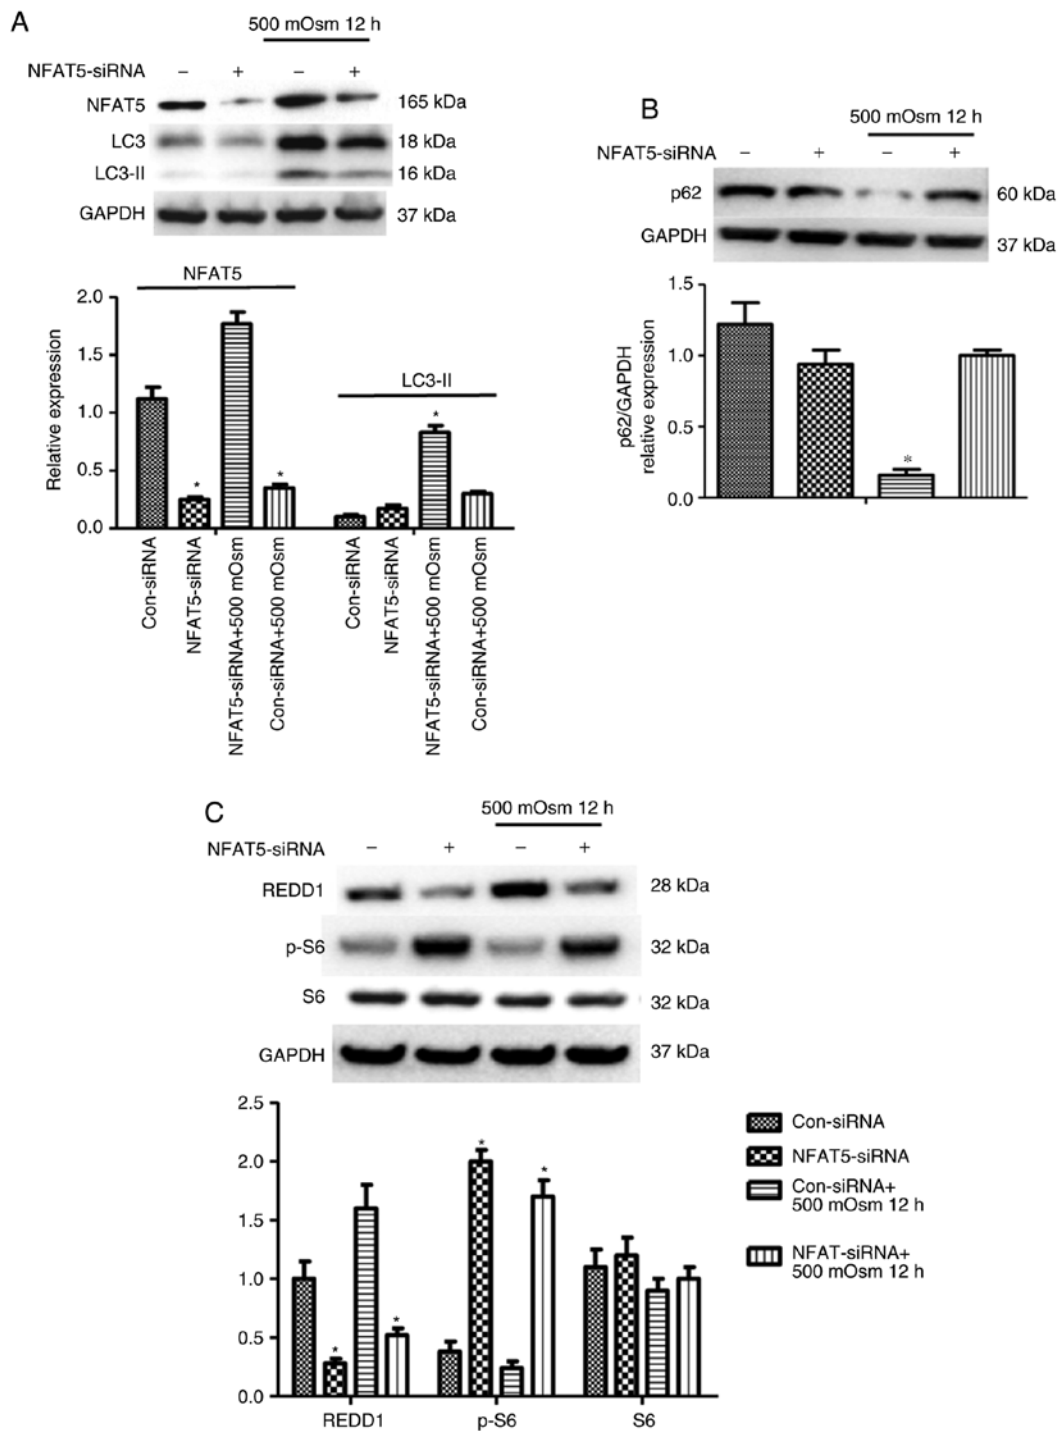 A
500 mOsm 12 h
NFAT5-siRNA – + – +
NFAT5 165 kDa
LC3 18 kDa
LC3-II 16 kDa
GAPDH 37 kDa
NFAT5
LC3-II
Relative expression
2.0
1.5
1.0
0.5
0.0
* * *
Con-siRNA
NFAT5-siRNA
NFAT5-siRNA+500 mOsm
Con-siRNA+500 mOsm
Con-siRNA
NFAT5-siRNA
NFAT5-siRNA+500 mOsm
Con-siRNA+500 mOsm
B
500 mOsm 12 h
NFAT5-siRNA – + – +
p62 60 kDa
GAPDH 37 kDa
p62/GAPDH
relative expression
1.5
1.0
0.5
0.0
*
C
500 mOsm 12 h
NFAT5-siRNA – + – +
REDD1 28 kDa
p-S6 32 kDa
S6 32 kDa
GAPDH 37 kDa
2.5
2.0
1.5
1.0
0.5
0.0
* * * *
REDD1 p-S6 S6
Con-siRNA
NFAT5-siRNA
Con-siRNA+
500 mOsm 12 h
NFAT-siRNA+
500 mOsm 12 h